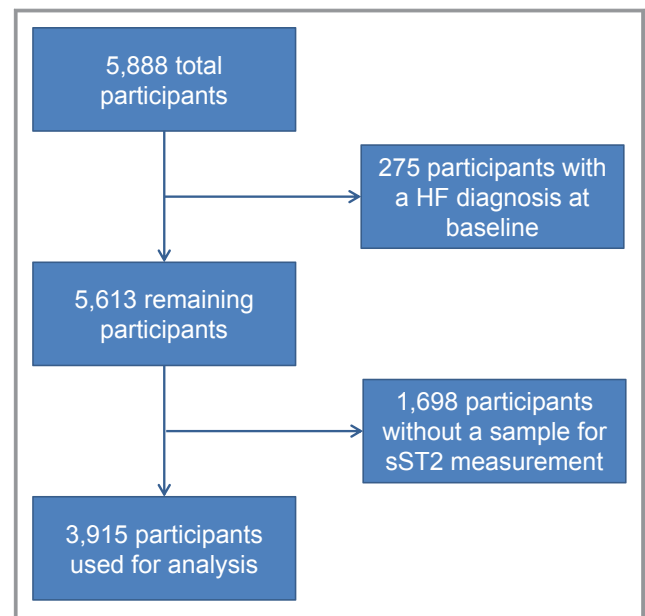 5,888 total
participants
275 participants with
a HF diagnosis at
baseline
5,613 remaining
participants
1,698 participants
without a sample for
sST2 measurement
3,915 participants
used for analysis